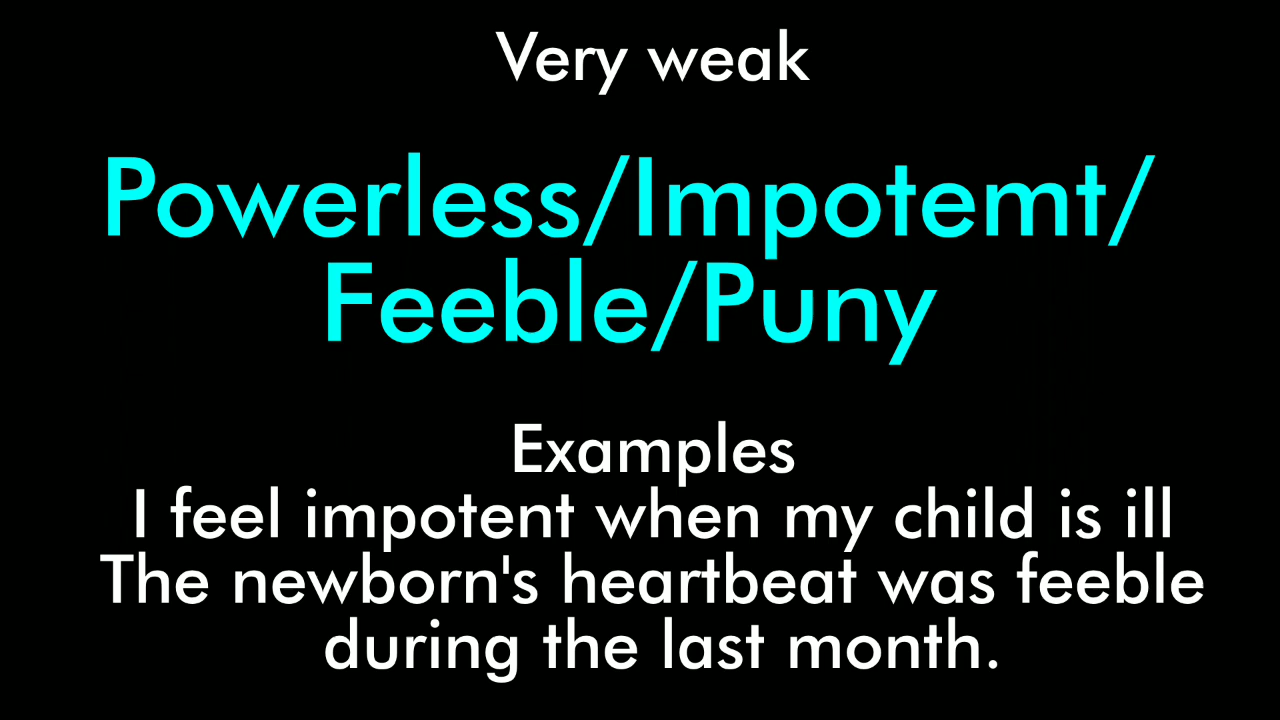 Very weak
Powerless/Impotemt/
Feeble/Puny
Examples
I feel impotent when my child is ill
The newborn's heartbeat was feeble
during the last month.